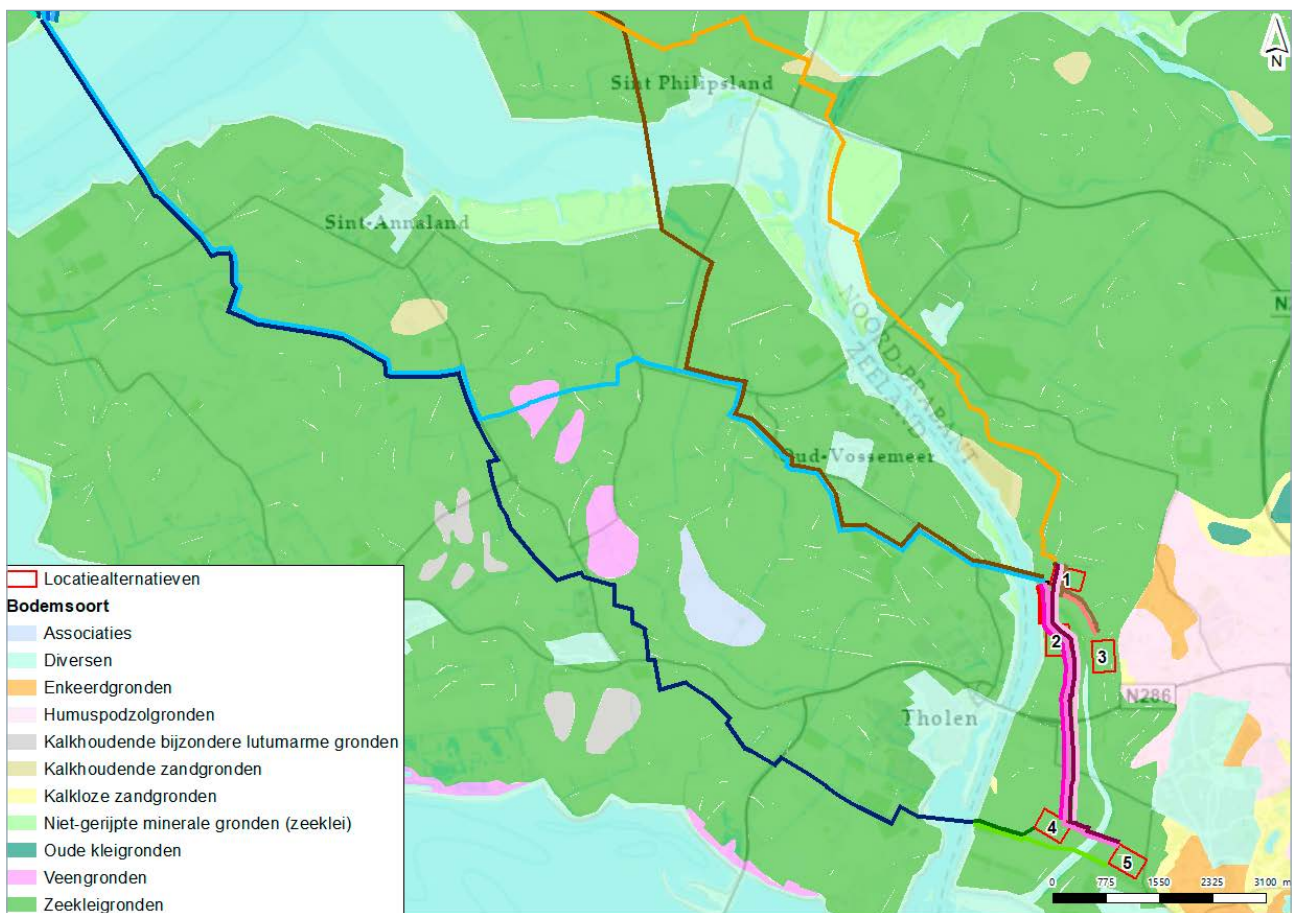 N
Sint Philipsland
Sint-Annaland
NOORD-BRABANT
ZEELAND
Oud-Vossemeer
1
2
3
N286
Tholen
4
5
Locatiealternatieven
Bodemsoort
Associaties
Diversen
Enkeerdgronden
Humuspodzolgronden
Kalkhoudende bijzondere lutumarme gronden
Kalkhoudende zandgronden
Kalkloze zandgronden
Niet-gerijpte minerale gronden (zeeklei)
Oude kleigronden
Veengronden
Zeekleigronden
0 775 1550 2325 3100 m